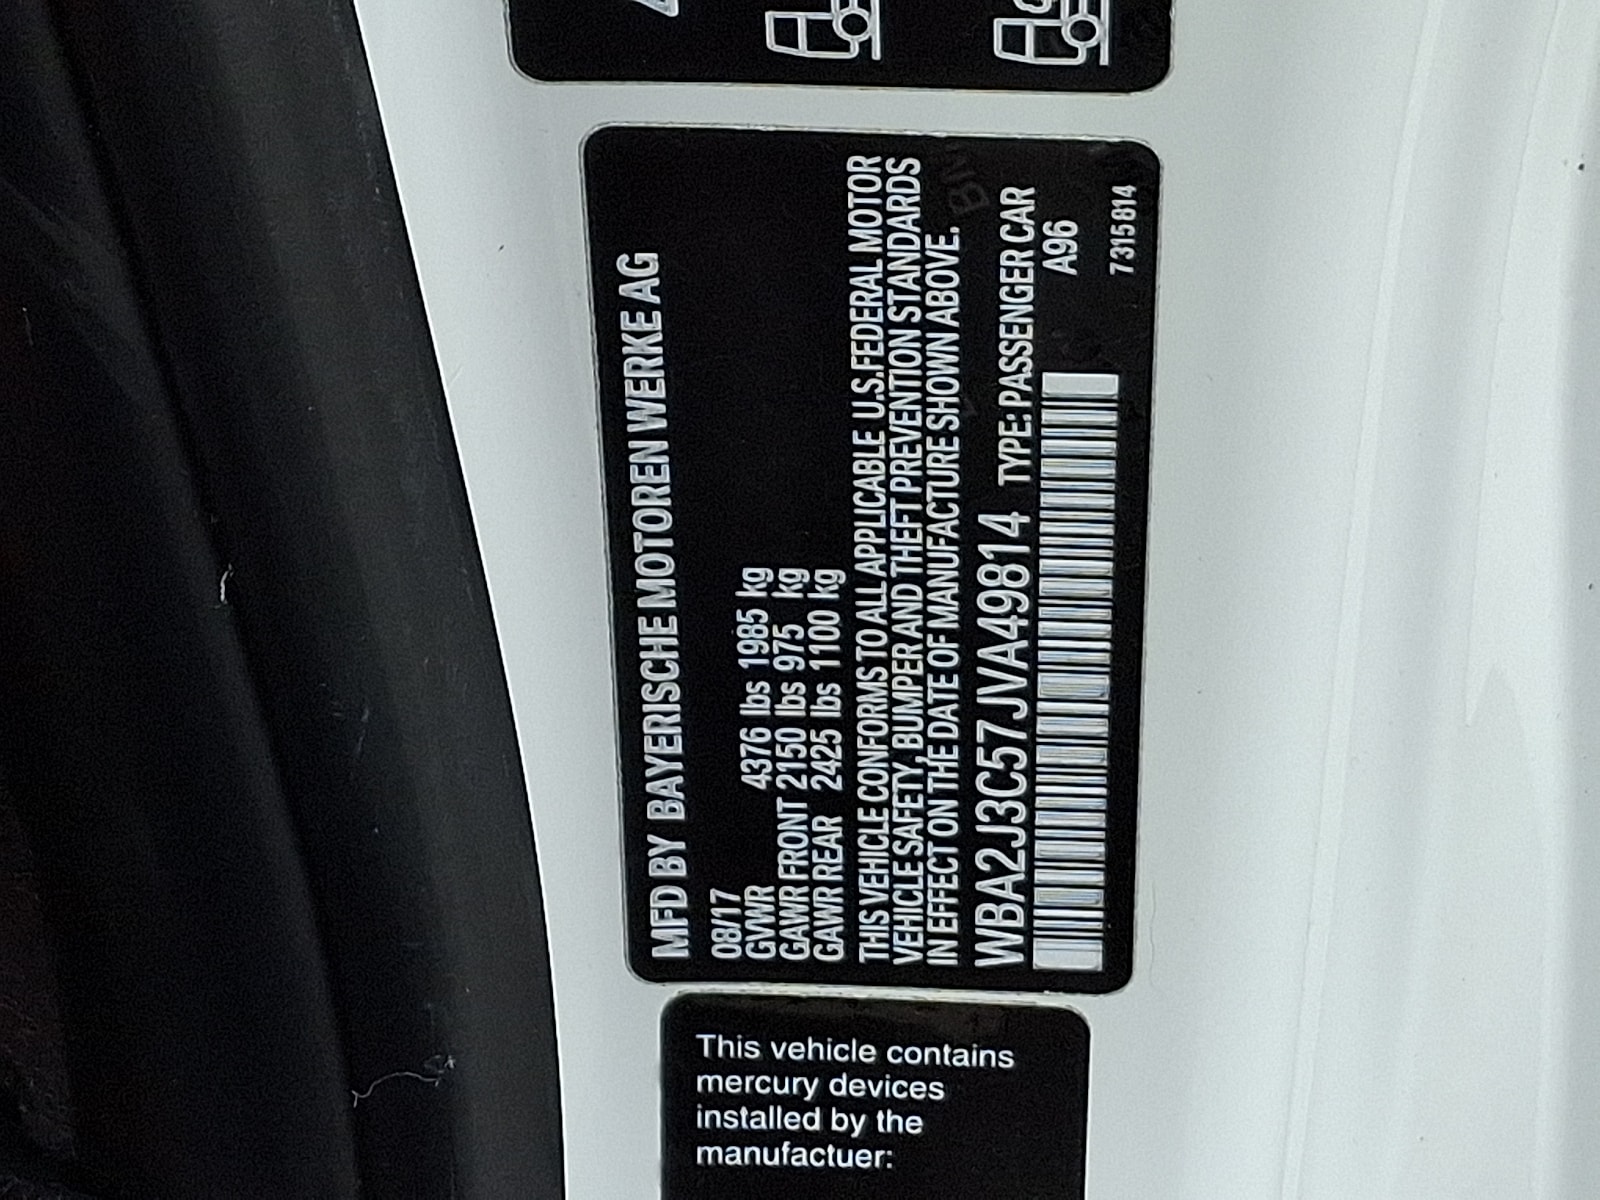 MFD BY BAYERISCHE MOTOREN WERKE AG
08/17
GVWR 4376 lbs 1985 kg
GAWR FRONT 2150 lbs 975 kg
GAWR REAR 2425 lbs 1100 kg
THIS VEHICLE CONFORMS TO ALL APPLICABLE U.S.FEDERAL MOTOR
VEHICLE SAFETY, BUMPER AND THEFT PREVENTION STANDARDS
IN EFFECT ON THE DATE OF MANUFACTURE SHOWN ABOVE.
WBA2J3C57JVA49814 TYPE: PASSENGER CAR
A96
7315814
This vehicle contains
mercury devices
installed by the
manufactuer: